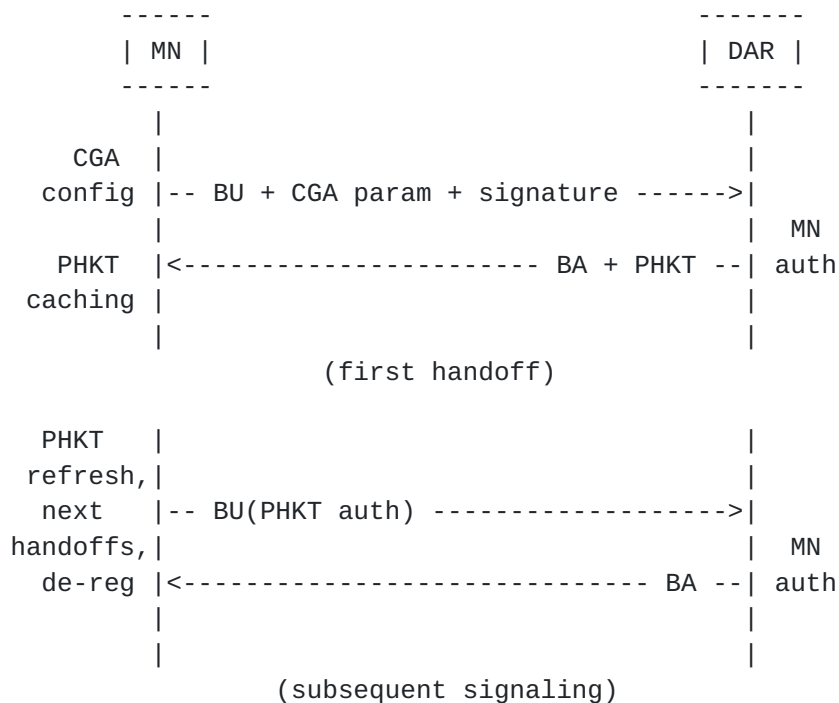 ------                                -------
| MN |                                | DAR |
------                                -------
|                                     |
CGA  |                                     |
config |-- BU + CGA param + signature ------>|
|                                     |  MN
PHKT  |<----------------------- BA + PHKT --| auth
caching |                                     |
|                                     |
(first handoff)
PHKT   |                                     |
refresh,|                                     |
next   |-- BU(PHKT auth) ------------------->|
handoffs,|                                     |  MN
de-reg |<------------------------------ BA --| auth
|                                     |
|                                     |
(subsequent signaling)